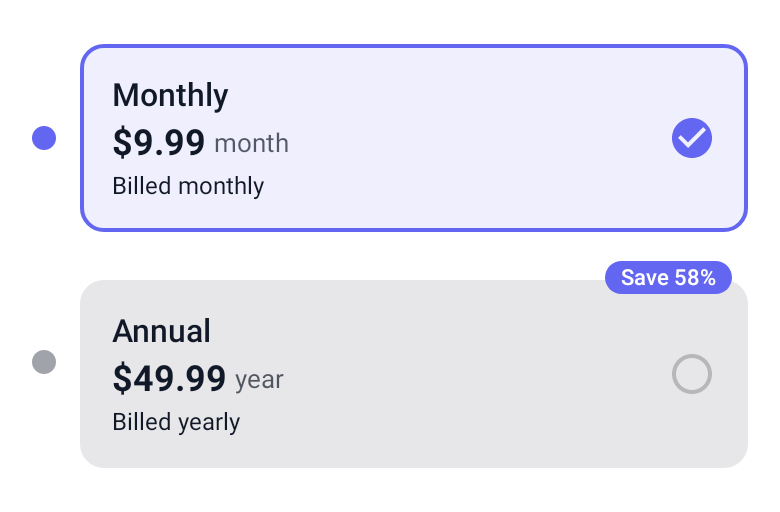 Monthly
$9.99 month
Billed monthly
Save 58%
Annual
$49.99 year
Billed yearly